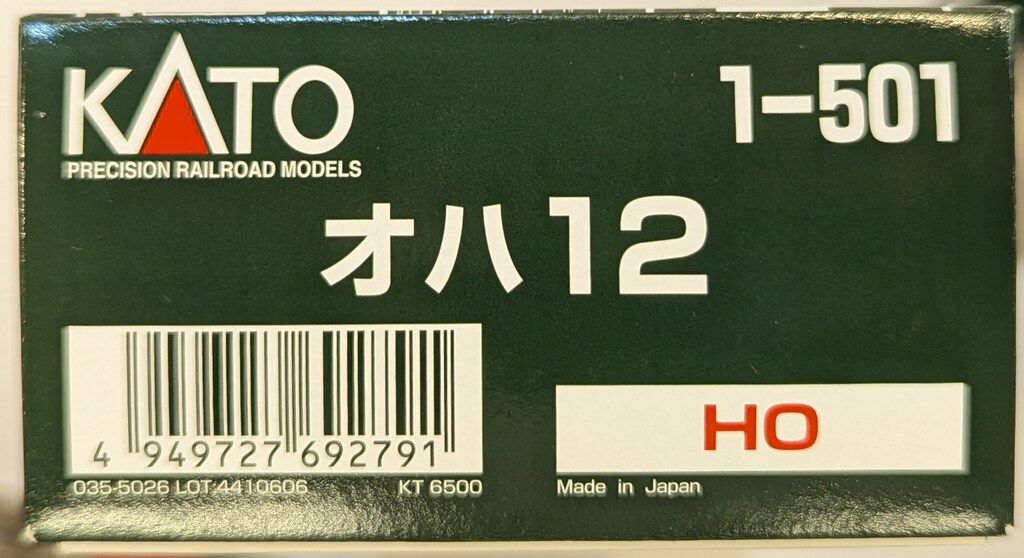 KATO 1-501
PRECISION RAILROAD MODELS
オハ12
4 949727 692791
HO
035-5026 LOT:4410606 KT 6500 Made in Japan